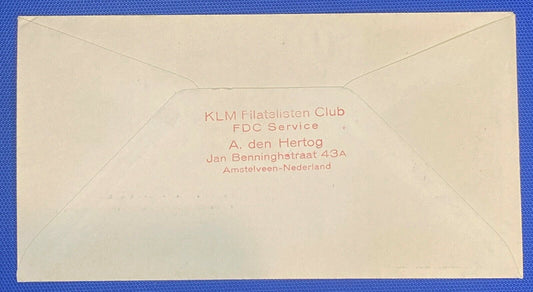 KLM Filatelisten Club
FDC Service
A. den Hertog
Jan Benninghstraat 43A
Amstelveen-Nederland